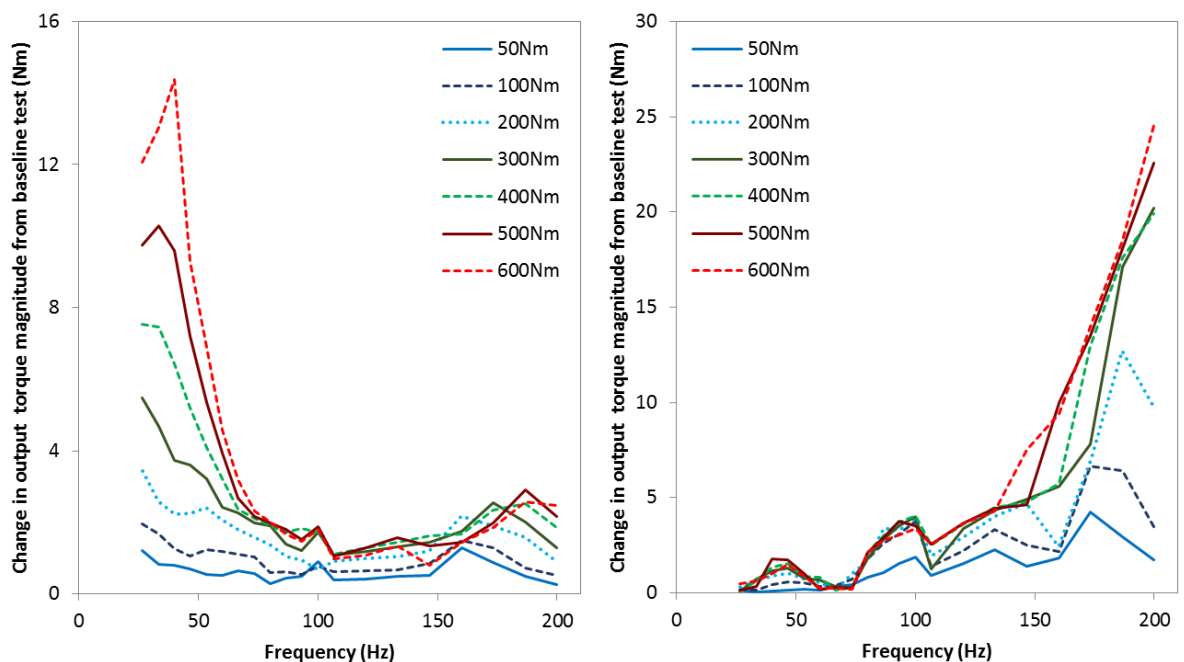 Change in output torque magnitude from baseline test (Nm)
16
12
8
4
0
0
50
100
150
200
Frequency (Hz)
50Nm
100Nm
200Nm
300Nm
400Nm
500Nm
600Nm
Change in output torque magnitude from baseline test (Nm)
30
25
20
15
10
5
0
0
50
100
150
200
Frequency (Hz)
50Nm
100Nm
200Nm
300Nm
400Nm
500Nm
600Nm